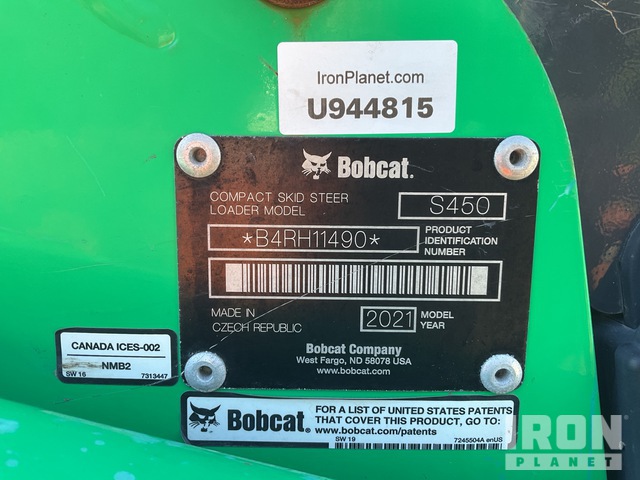 IronPlanet.com
U944815
Bobcat.
COMPACT SKID STEER
LOADER MODEL
S450
*B4RH11490*
PRODUCT
IDENTIFICATION
NUMBER
MADE IN
CZECH REPUBLIC
2021
MODEL
YEAR
Bobcat Company
West Fargo, ND 58078 USA
www.bobcat.com
CANADA ICES-002
NMB2
SW 16 7313447
Bobcat.
FOR A LIST OF UNITED STATES PATENTS
THAT COVER THIS PRODUCT, GO TO:
www.bobcat.com/patents
SW 19 7245504A enUS
IRON
PLANET